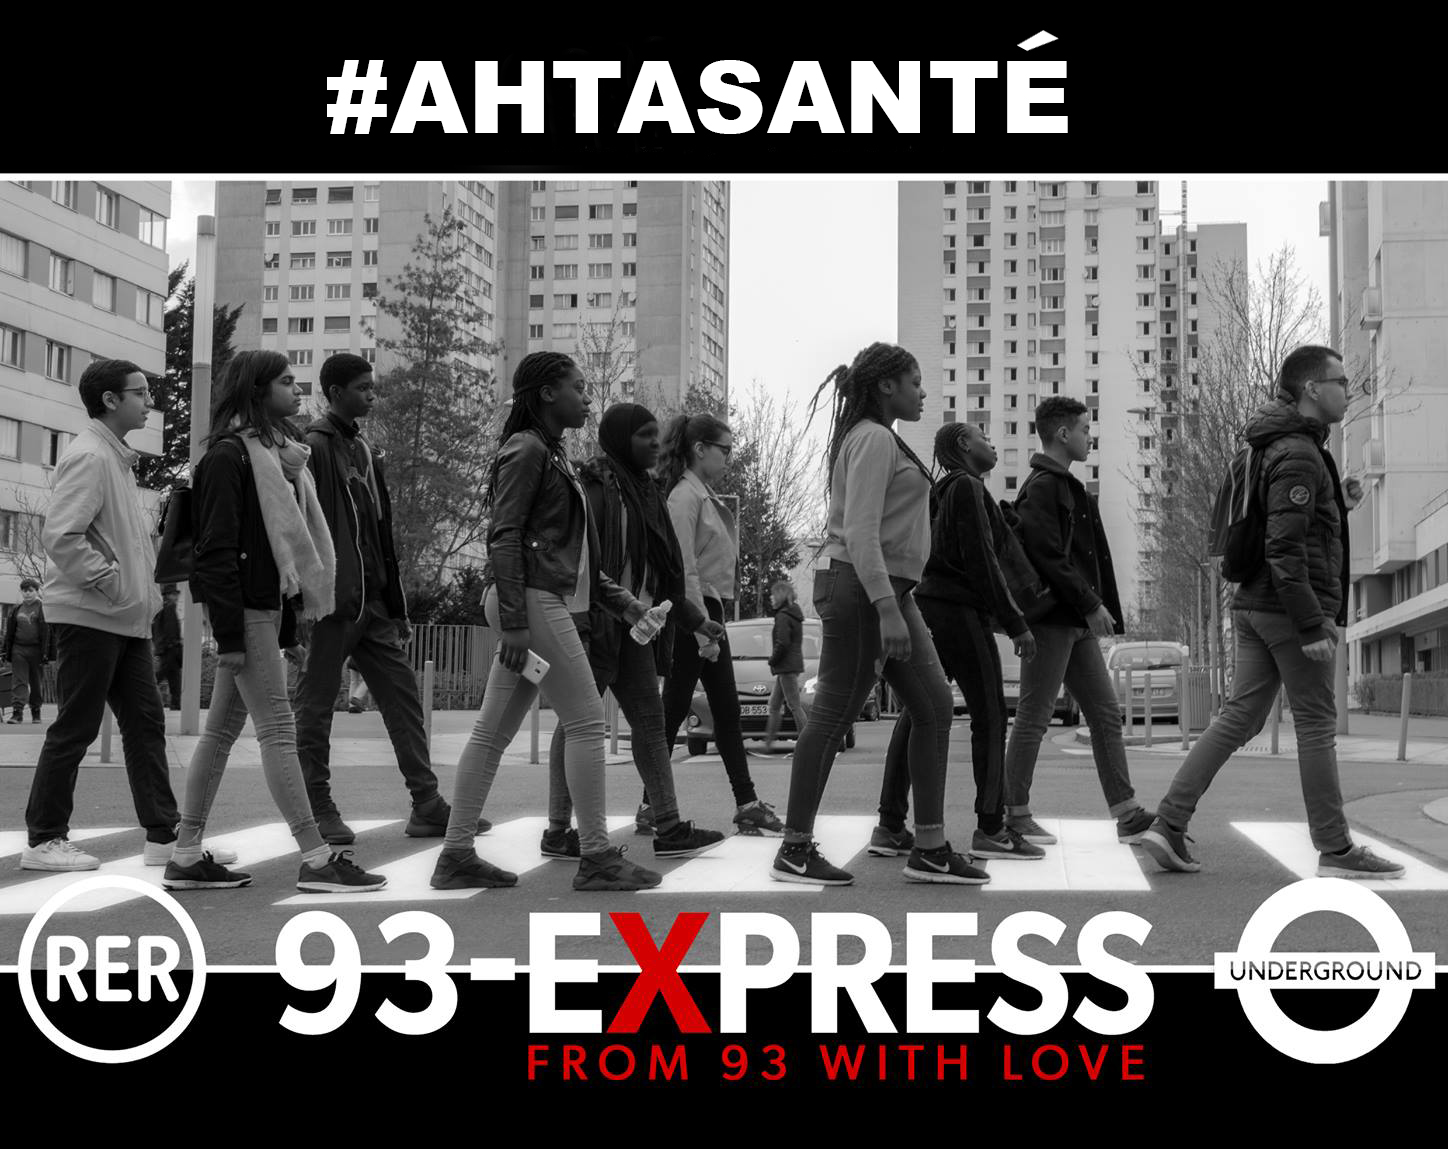 #AHTASANTÉ
RER
93-EXPRESS
UNDERGROUND
FROM 93 WITH LOVE